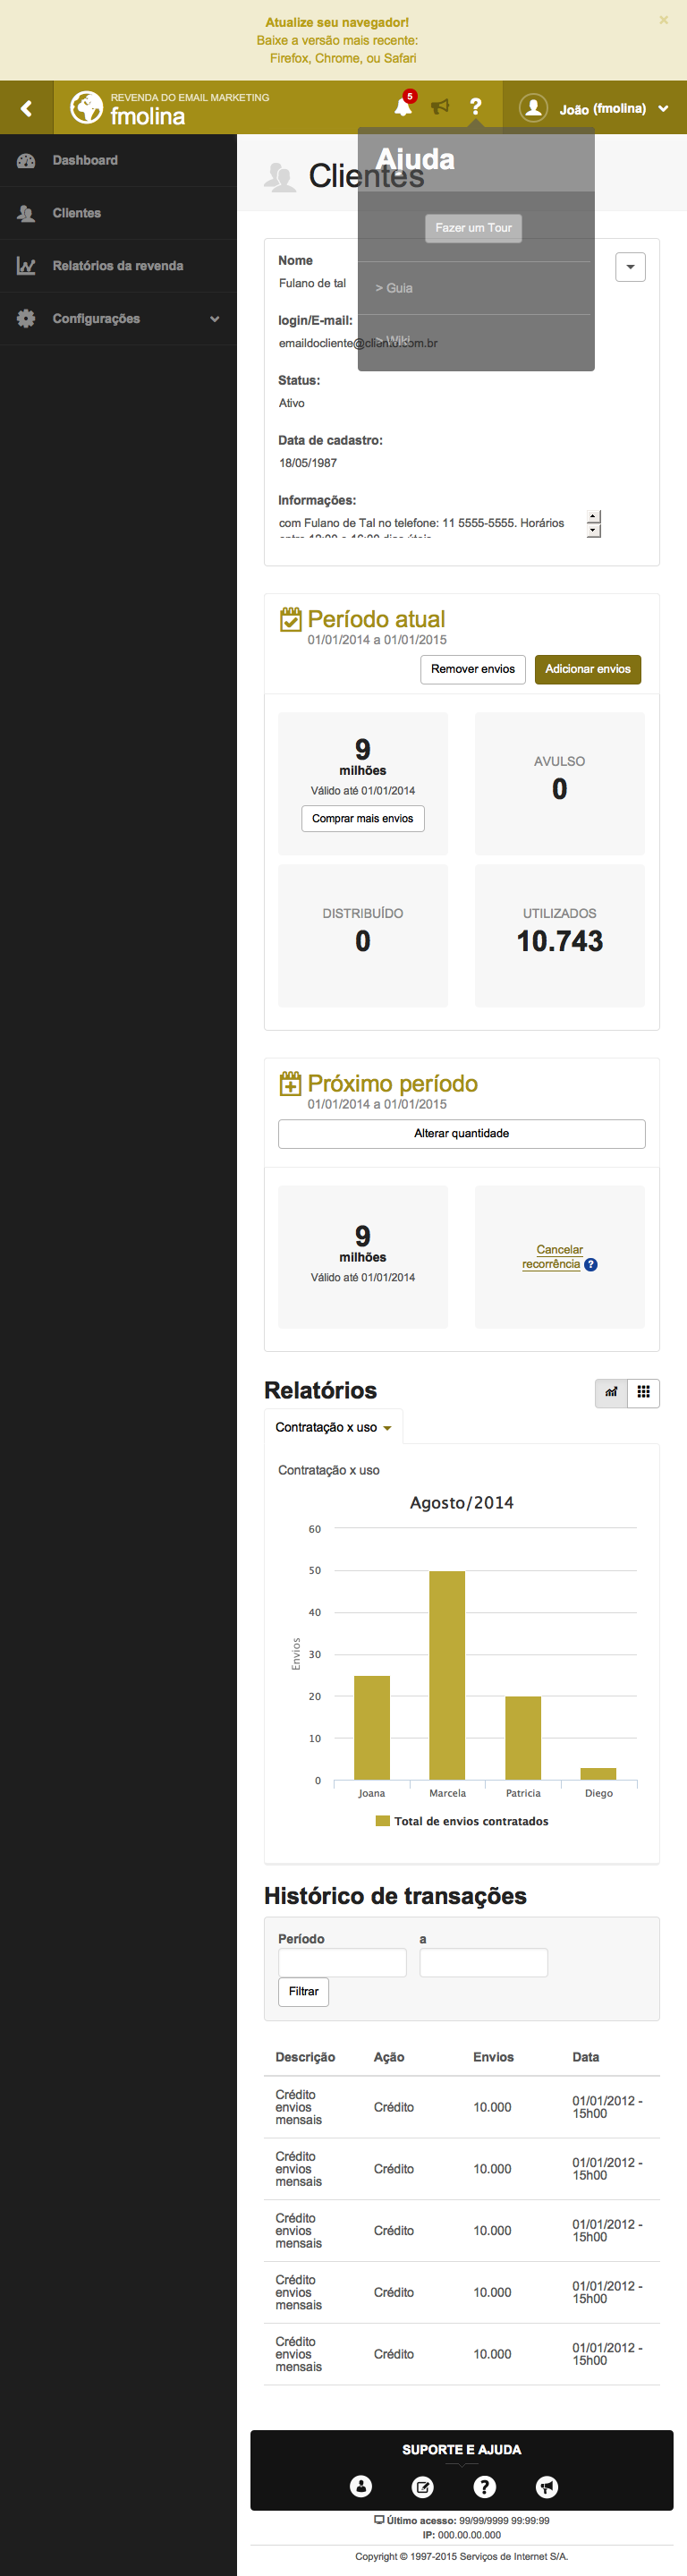 Atualize seu navegador!
×
Baixe a versão mais recente:
Firefox, Chrome, ou Safari
REVENDA DO EMAIL MARKETING
fmolina
5
?
João (fmolina)
Dashboard
Clientes
Relatórios da revenda
Configurações
Clientes
Ajuda
Fazer um Tour
> Guia
> Wiki
Nome
Fulano de tal
login/E-mail:
emaildocliente@cliente.com.br
Status:
Ativo
Data de cadastro:
18/05/1987
Informações:
com Fulano de Tal no telefone: 11 5555-5555. Horários
Período atual
01/01/2014 a 01/01/2015
Remover envios
Adicionar envios
9
milhões
Válido até 01/01/2014
Comprar mais envios
AVULSO
0
DISTRIBUÍDO
0
UTILIZADOS
10.743
Próximo período
01/01/2014 a 01/01/2015
Alterar quantidade
9
milhões
Válido até 01/01/2014
Cancelar
recorrência ?
Relatórios
Contratação x uso
Contratação x uso
Agosto/2014
Envios
60
50
40
30
20
10
0
Joana Marcela Patricia Diego
Total de envios contratados
Histórico de transações
Período a
Filtrar
Descrição Ação Envios Data
Crédito
envios
mensais
Crédito
10.000
01/01/2012 -
15h00
Crédito
envios
mensais
Crédito
10.000
01/01/2012 -
15h00
Crédito
envios
mensais
Crédito
10.000
01/01/2012 -
15h00
Crédito
envios
mensais
Crédito
10.000
01/01/2012 -
15h00
Crédito
envios
mensais
Crédito
10.000
01/01/2012 -
15h00
SUPORTE E AJUDA
?
Último acesso: 99/99/9999 99:99:99
IP: 000.00.00.000
Copyright © 1997-2015 Serviços de Internet S/A.